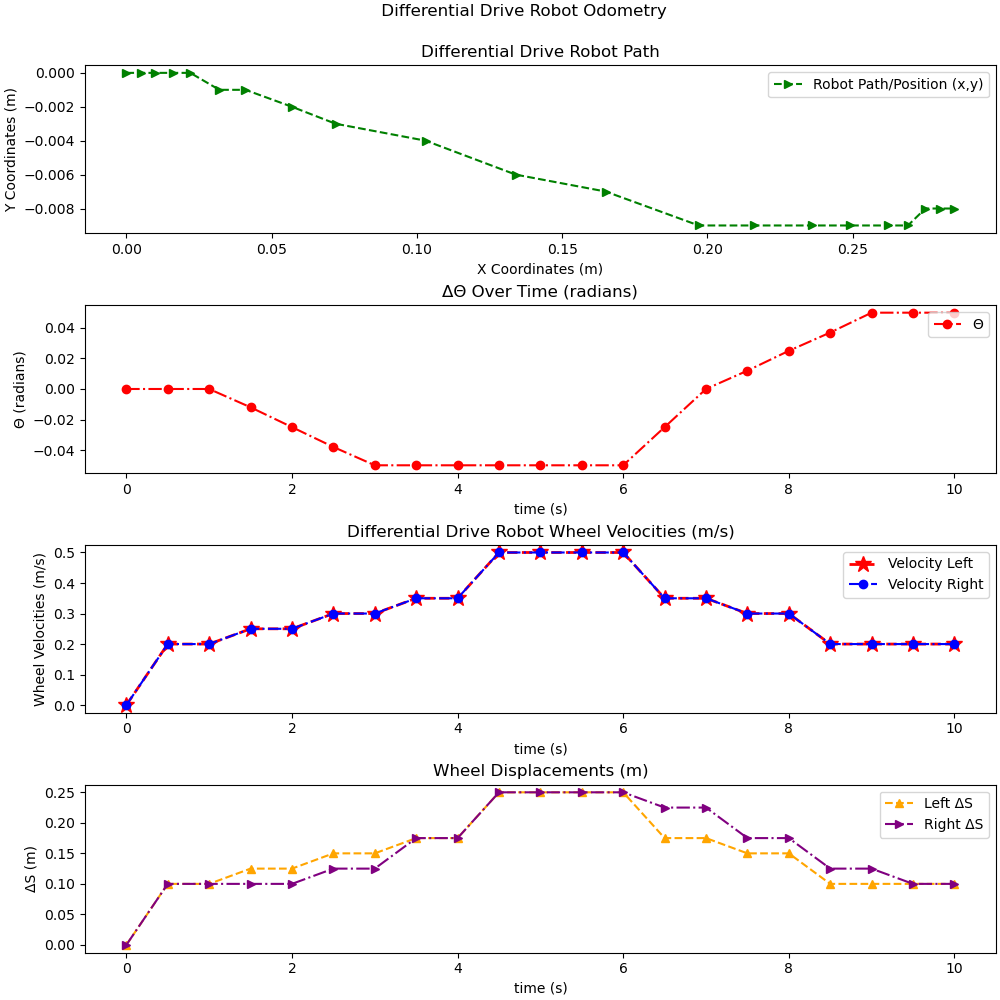 Differential Drive Robot Odometry
Differential Drive Robot Path
Y Coordinates (m)
0.000
−0.002
−0.004
−0.006
−0.008
Robot Path/Position (x,y)
0.00 0.05 0.10 0.15 0.20 0.25
X Coordinates (m)
ΔΘ Over Time (radians)
Θ (radians)
0.04
0.02
0.00
−0.02
−0.04
Θ
0 2 4 6 8 10
time (s)
Differential Drive Robot Wheel Velocities (m/s)
Wheel Velocities (m/s)
0.5
0.4
0.3
0.2
0.1
0.0
Velocity Left
Velocity Right
0 2 4 6 8 10
time (s)
Wheel Displacements (m)
ΔS (m)
0.25
0.20
0.15
0.10
0.05
0.00
Left ΔS
Right ΔS
0 2 4 6 8 10
time (s)